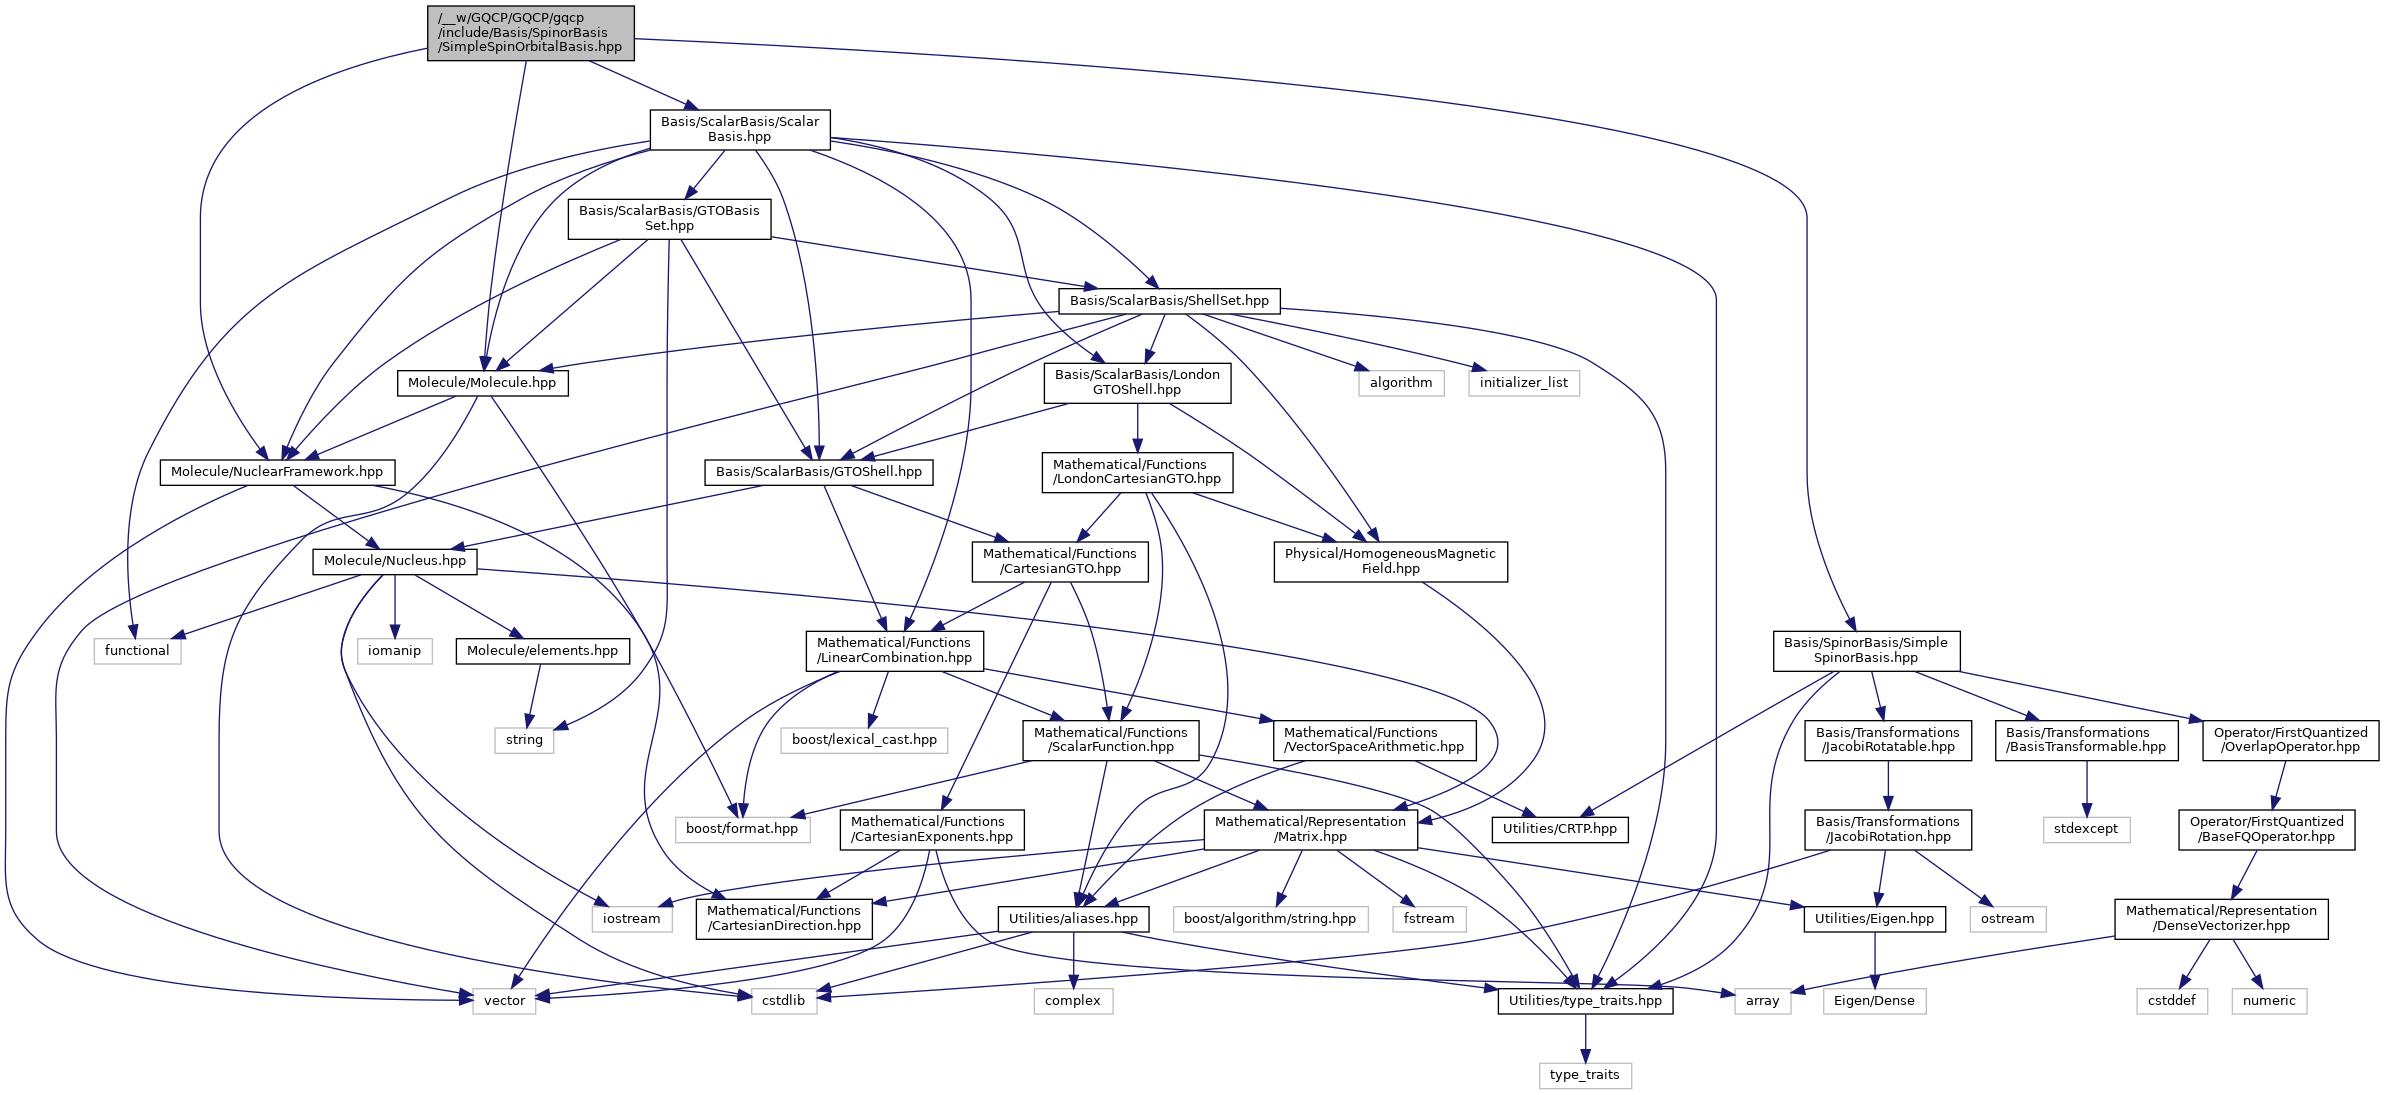 /__w/GQCP/GQCP/gqcp
/include/Basis/SpinorBasis
/SimpleSpinOrbitalBasis.hpp
Basis/ScalarBasis/Scalar
Basis.hpp
Basis/ScalarBasis/GTOBasis
Set.hpp
Basis/ScalarBasis/ShellSet.hpp
Molecule/Molecule.hpp
Basis/ScalarBasis/London
GTOShell.hpp
algorithm
initializer_list
Molecule/NuclearFramework.hpp
Basis/ScalarBasis/GTOShell.hpp
Mathematical/Functions
/LondonCartesianGTO.hpp
Molecule/Nucleus.hpp
Mathematical/Functions
/CartesianGTO.hpp
Physical/HomogeneousMagnetic
Field.hpp
functional
iomanip
Molecule/elements.hpp
Mathematical/Functions
/LinearCombination.hpp
Basis/SpinorBasis/Simple
SpinorBasis.hpp
string
boost/lexical_cast.hpp
Mathematical/Functions
/ScalarFunction.hpp
Mathematical/Functions
/VectorSpaceArithmetic.hpp
Basis/Transformations
/JacobiRotatable.hpp
Basis/Transformations
/BasisTransformable.hpp
Operator/FirstQuantized
/OverlapOperator.hpp
boost/format.hpp
Mathematical/Functions
/CartesianExponents.hpp
Mathematical/Representation
/Matrix.hpp
Utilities/CRTP.hpp
Basis/Transformations
/JacobiRotation.hpp
stdexcept
Operator/FirstQuantized
/BaseFQOperator.hpp
iostream
Mathematical/Functions
/CartesianDirection.hpp
Utilities/aliases.hpp
boost/algorithm/string.hpp
fstream
Utilities/Eigen.hpp
ostream
Mathematical/Representation
/DenseVectorizer.hpp
vector
cstdlib
complex
Utilities/type_traits.hpp
array
Eigen/Dense
cstddef
numeric
type_traits